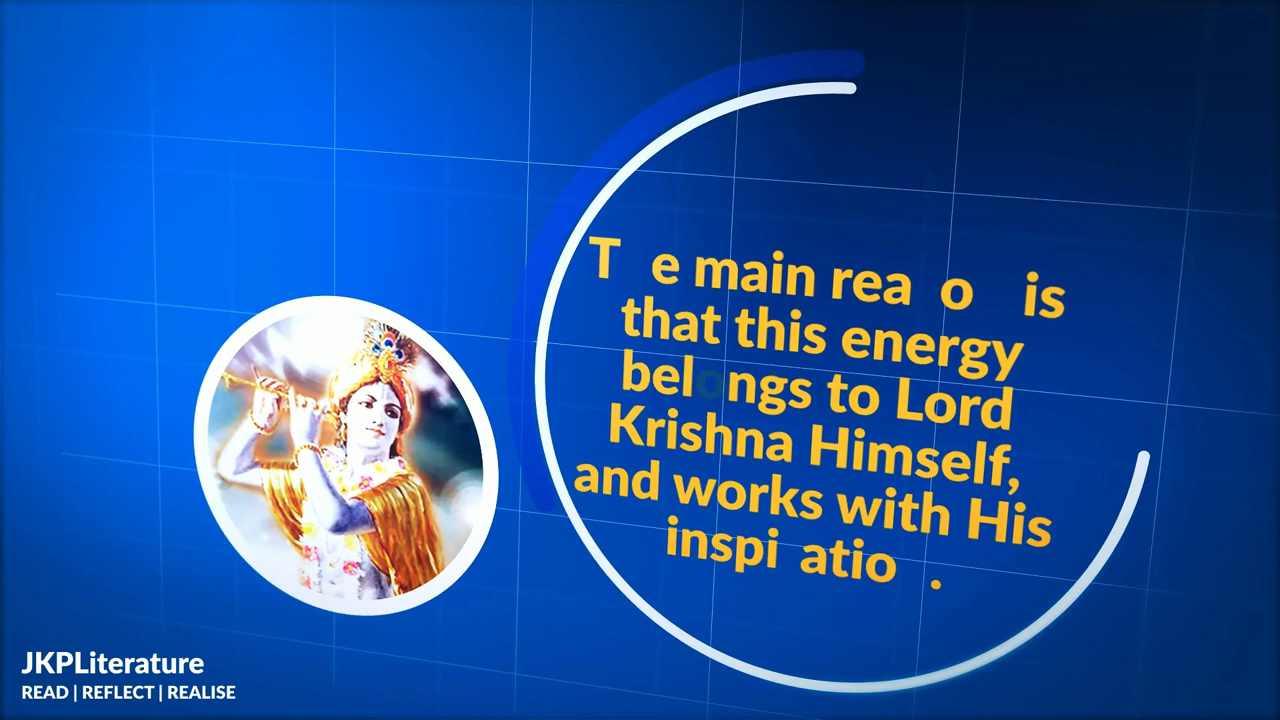 T e main rea o is
that this energy
belongs to Lord
Krishna Himself,
and works with His
inspi atio .
JKPLiterature
READ | REFLECT | REALISE